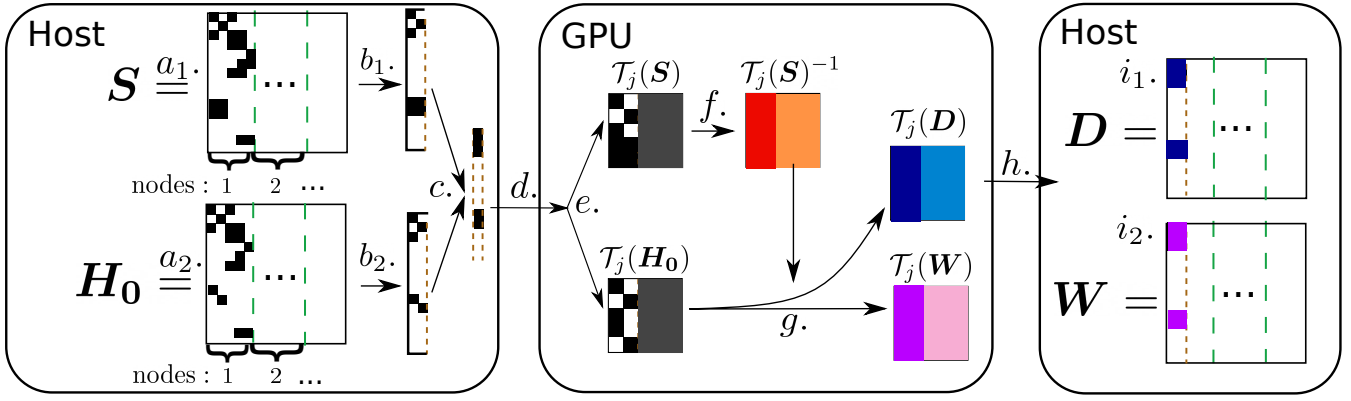 Host
S = a₁.
...
b₁.
nodes : 1 2 ...
c.
H₀ = a₂.
...
b₂.
nodes : 1 2 ...
d.
GPU
e.
𝒯ⱼ(S)
f.
𝒯ⱼ(S)⁻¹
𝒯ⱼ(H₀)
g.
𝒯ⱼ(D)
𝒯ⱼ(W)
h.
Host
i₁.
D = ...
i₂.
W = ...